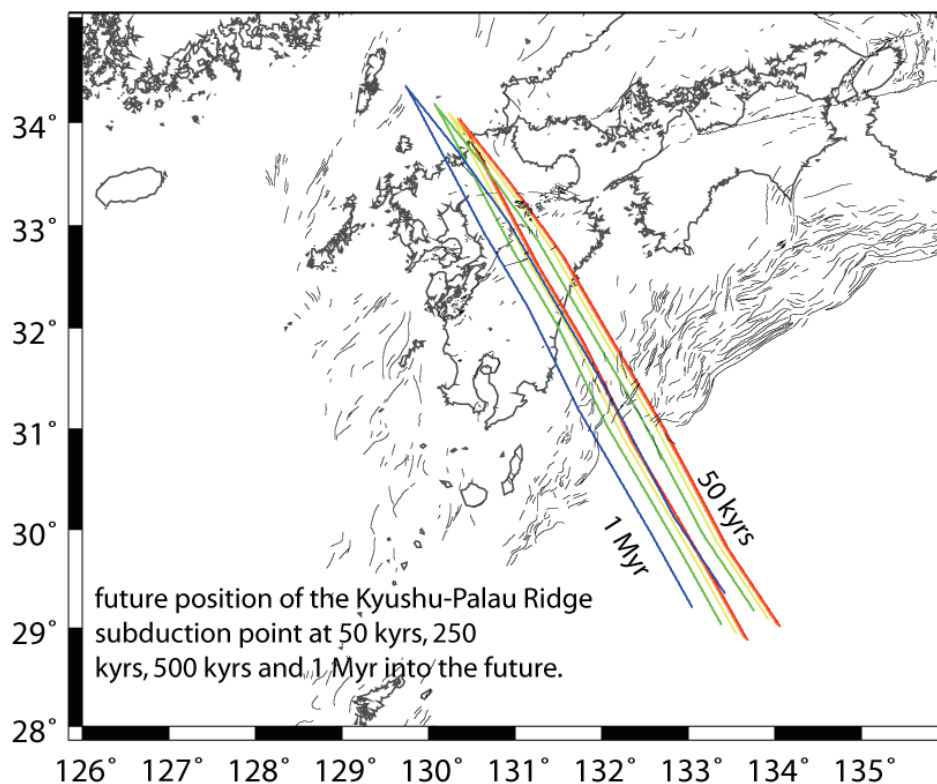 34°
33°
32°
31°
30°
29°
28°
50 kyrs
1 Myr
future position of the Kyushu-Palau Ridge
subduction point at 50 kyrs, 250
kyrs, 500 kyrs and 1 Myr into the future.
126° 127° 128° 129° 130° 131° 132° 133° 134° 135°